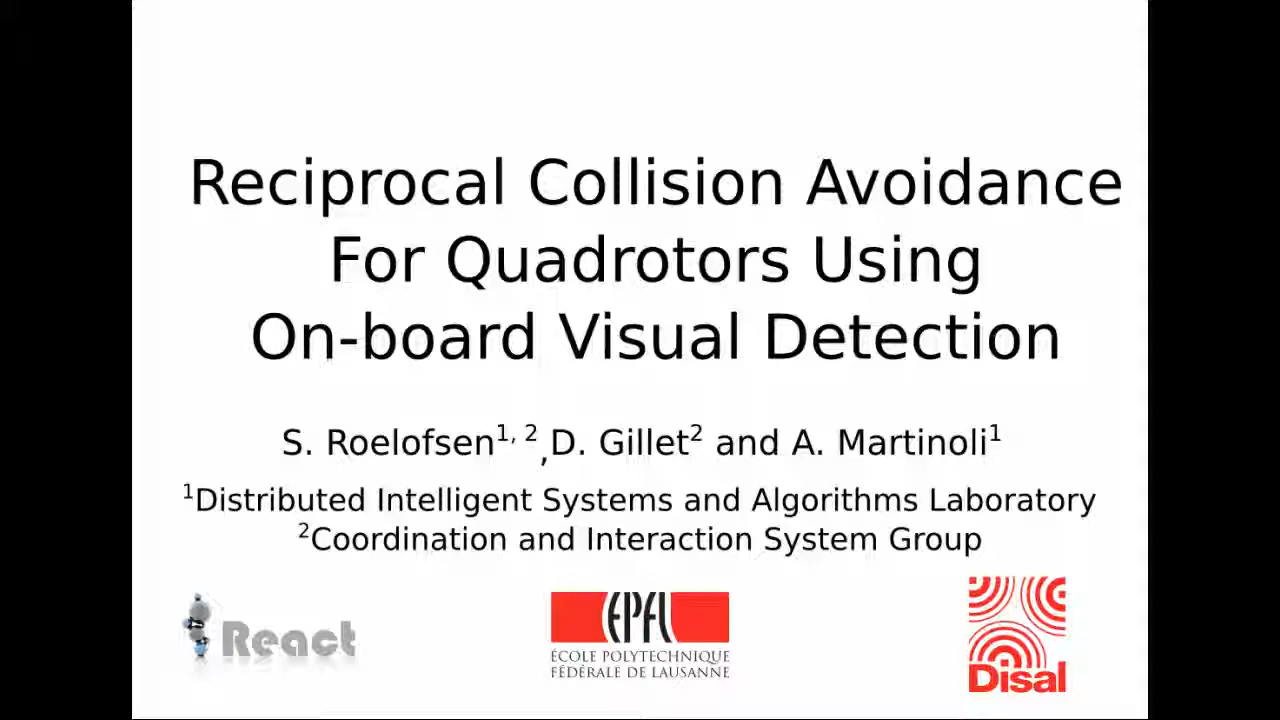 Reciprocal Collision Avoidance
For Quadrotors Using
On-board Visual Detection
S. Roelofsen1, 2,D. Gillet2 and A. Martinoli1
1Distributed Intelligent Systems and Algorithms Laboratory
2Coordination and Interaction System Group
React
EPFL
ÉCOLE POLYTECHNIQUE
FÉDÉRALE DE LAUSANNE
Disal